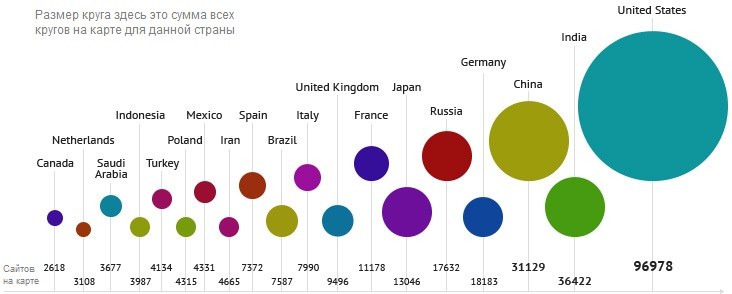 Размер круга здесь это сумма всех
кругов на карте для данной страны
United States
India
Germany
China
United Kingdom
Japan
Russia
Indonesia
Mexico
Spain
Italy
France
Netherlands
Poland
Iran
Brazil
Canada
Saudi
Arabia
Turkey
Сайтов
на карте
2618
3108
3677
3987
4134
4315
4331
4665
7372
7587
7990
9496
11178
13046
17632
18183
31129
36422
96978